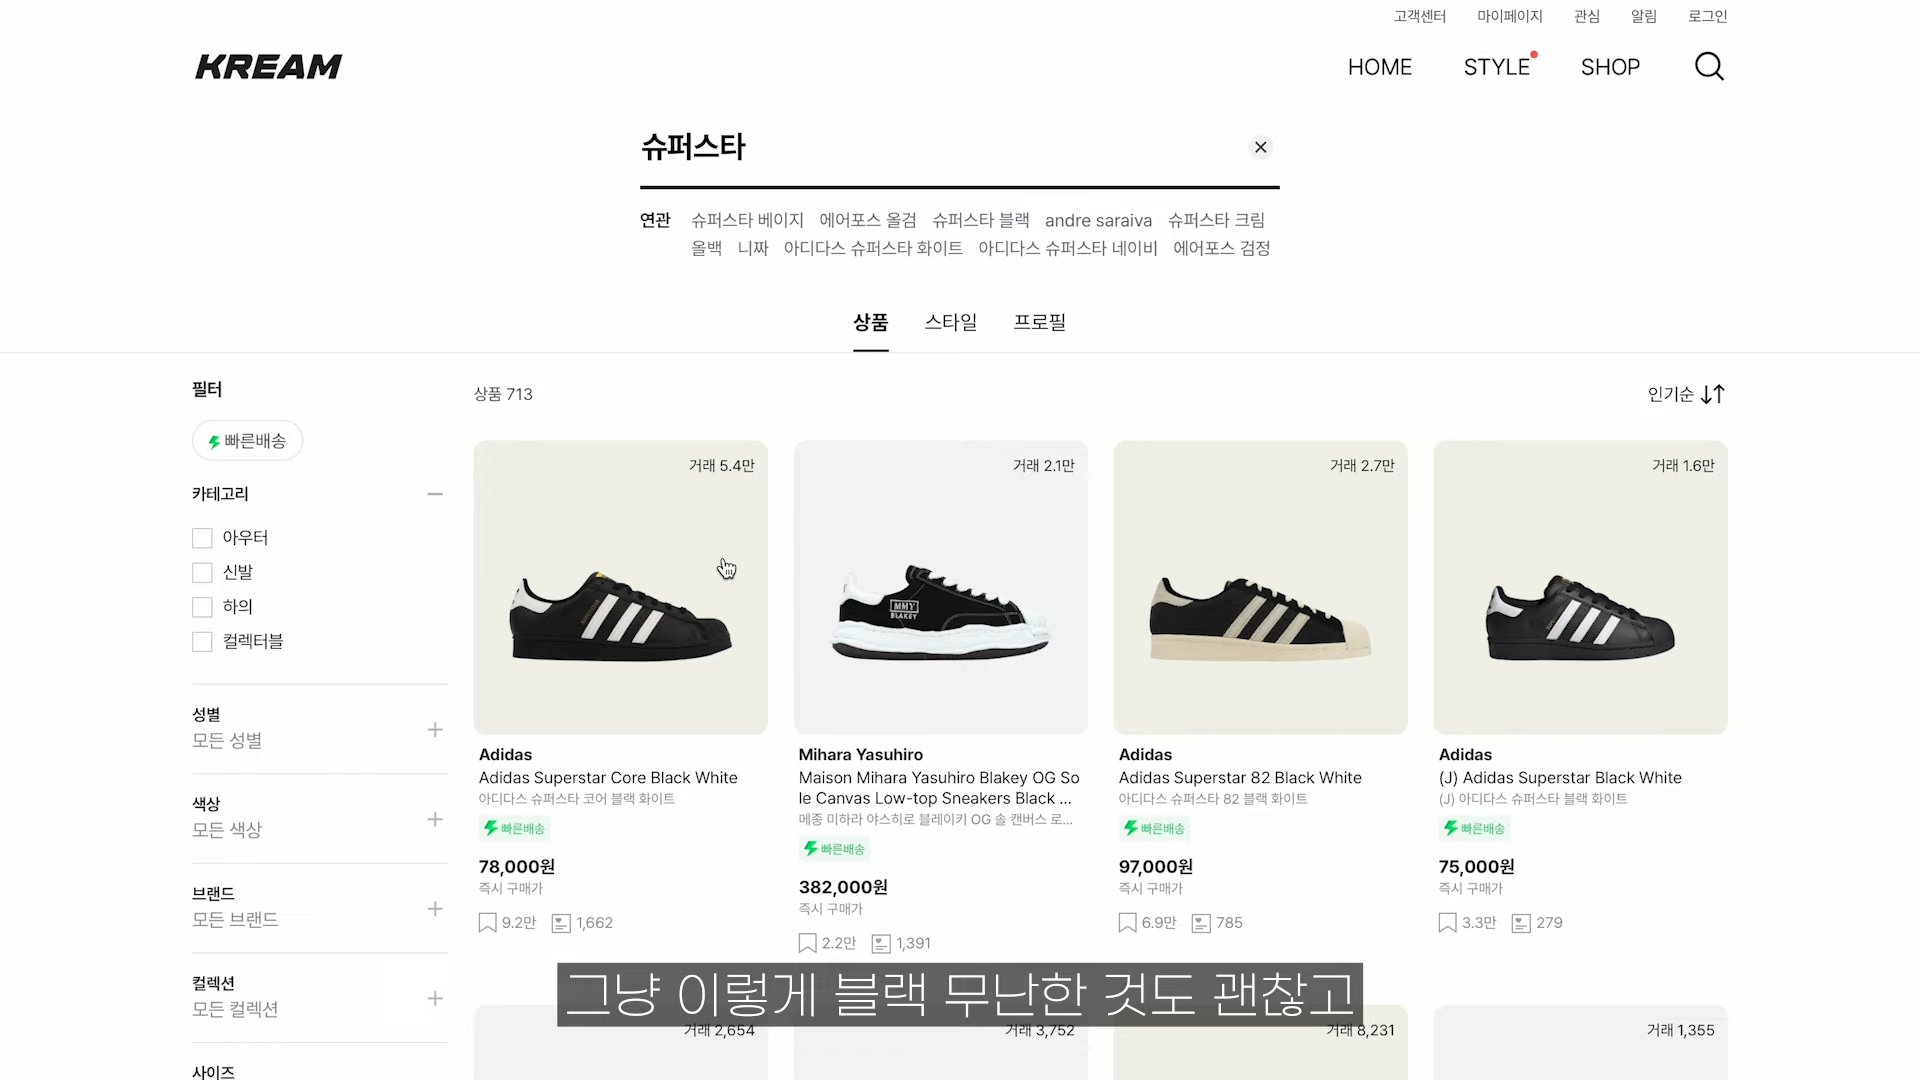 고객센터 마이페이지 관심 알림 로그인
KREAM
HOME STYLE SHOP
슈퍼스타
연관 슈퍼스타 베이지 에어포스 올검 슈퍼스타 블랙 andre saraiva 슈퍼스타 크림
올백 니짜 아디다스 슈퍼스타 화이트 아디다스 슈퍼스타 네이비 에어포스 검정
상품 스타일 프로필
필터
빠른배송
카테고리
아우터
신발
하의
컬렉터블
성별
모든 성별
색상
모든 색상
브랜드
모든 브랜드
컬렉션
모든 컬렉션
사이즈
상품 713
인기순
거래 5.4만
Adidas
Adidas Superstar Core Black White
아디다스 슈퍼스타 코어 블랙 화이트
빠른배송
78,000원
즉시 구매가
9.2만 1,662
거래 2.1만
MMY
BLAKEY
Mihara Yasuhiro
Maison Mihara Yasuhiro Blakey OG So
le Canvas Low-top Sneakers Black ...
메종 미하라 야스히로 블레이키 OG 솔 캔버스 로...
빠른배송
382,000원
즉시 구매가
2.2만 1,391
거래 2.7만
Adidas
Adidas Superstar 82 Black White
아디다스 슈퍼스타 82 블랙 화이트
빠른배송
97,000원
즉시 구매가
6.9만 785
거래 1.6만
Adidas
(J) Adidas Superstar Black White
(J) 아디다스 슈퍼스타 블랙 화이트
빠른배송
75,000원
즉시 구매가
3.3만 279
그냥 이렇게 블랙 무난한 것도 괜찮고
거래 2,654
거래 3,752
거래 8,231
거래 1,355